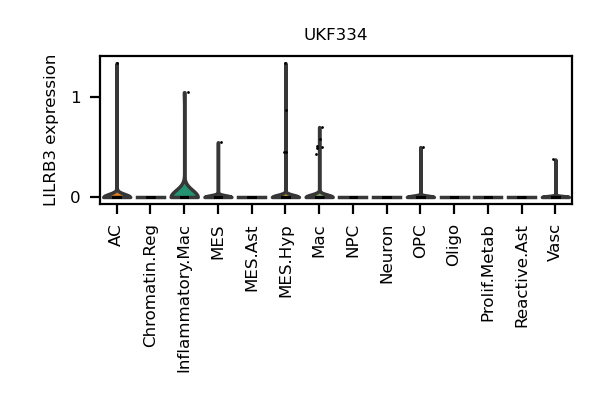 UKF334
LILRB3 expression
1
0
AC
Chromatin.Reg
Inflammatory.Mac
MES
MES.Ast
MES.Hyp
Mac
NPC
Neuron
OPC
Oligo
Prolif.Metab
Reactive.Ast
Vasc